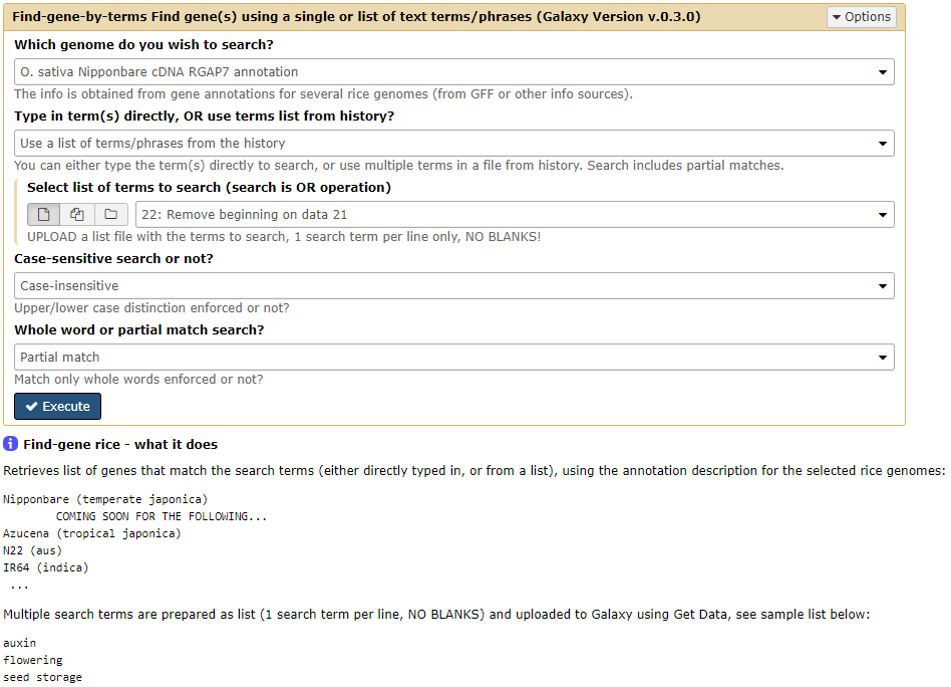 Find-gene-by-terms Find gene(s) using a single or list of text terms/phrases (Galaxy Version v.0.3.0)
Options
Which genome do you wish to search?
O. sativa Nipponbare cDNA RGAP7 annotation
The info is obtained from gene annotations for several rice genomes (from GFF or other info sources).
Type in term(s) directly, OR use terms list from history?
Use a list of terms/phrases from the history
You can either type the term(s) directly to search, or use multiple terms in a file from history. Search includes partial matches.
Select list of terms to search (search is OR operation)
22: Remove beginning on data 21
UPLOAD a list file with the terms to search, 1 search term per line only, NO BLANKS!
Case-sensitive search or not?
Case-insensitive
Upper/lower case distinction enforced or not?
Whole word or partial match search?
Partial match
Match only whole words enforced or not?
Execute
Find-gene rice - what it does
Retrieves list of genes that match the search terms (either directly typed in, or from a list), using the annotation description for the selected rice genomes:
Nipponbare (temperate japonica)
COMING SOON FOR THE FOLLOWING...
Azucena (tropical japonica)
N22 (aus)
IR64 (indica)
...
Multiple search terms are prepared as list (1 search term per line, NO BLANKS) and uploaded to Galaxy using Get Data, see sample list below:
auxin
flowering
seed storage